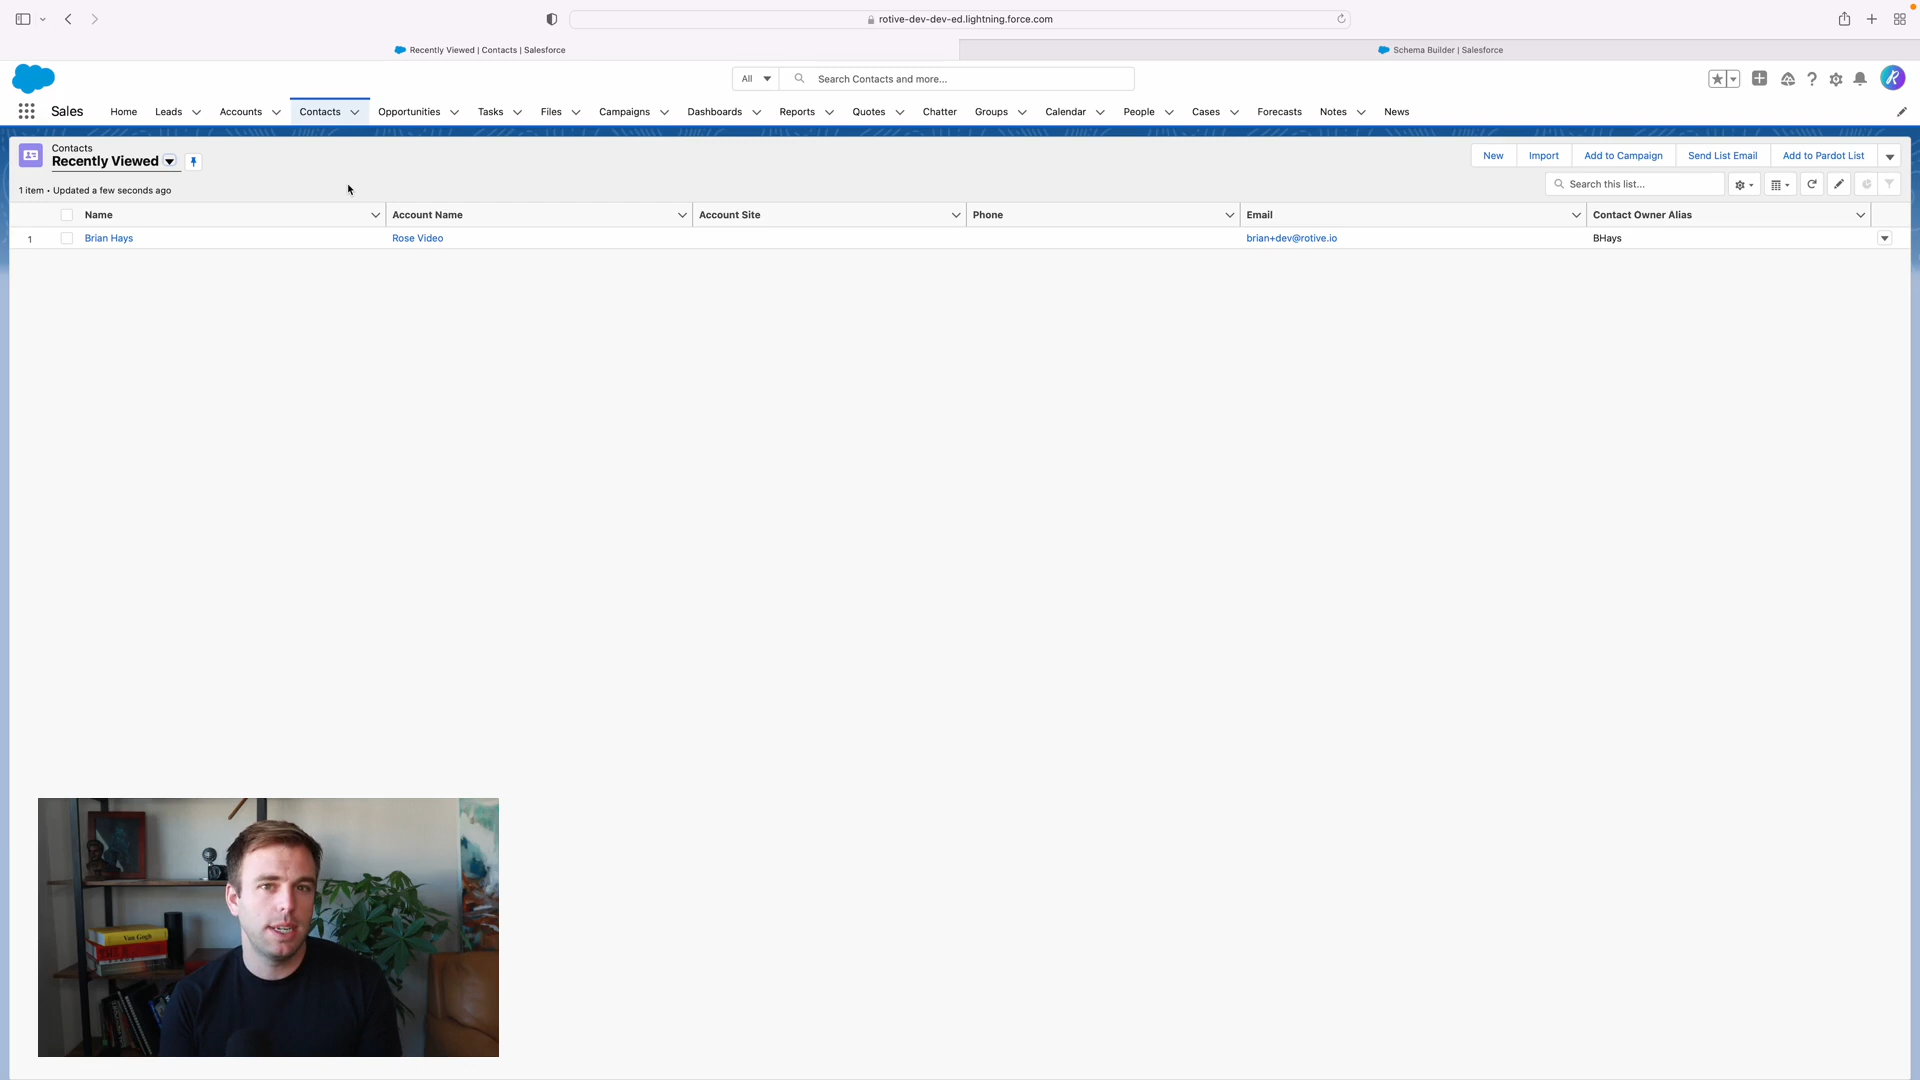 rotive-dev-dev-ed.lightning.force.com
Recently Viewed | Contacts | Salesforce
Schema Builder | Salesforce
All
Search Contacts and more...
Sales
Home
Leads
Accounts
Contacts
Opportunities
Tasks
Files
Campaigns
Dashboards
Reports
Quotes
Chatter
Groups
Calendar
People
Cases
Forecasts
Notes
News
Contacts
Recently Viewed
New
Import
Add to Campaign
Send List Email
Add to Pardot List
1 item • Updated a few seconds ago
Search this list...
Name
Account Name
Account Site
Phone
Email
Contact Owner Alias
1
Brian Hays
Rose Video
brian+dev@rotive.io
BHays
Van Gogh